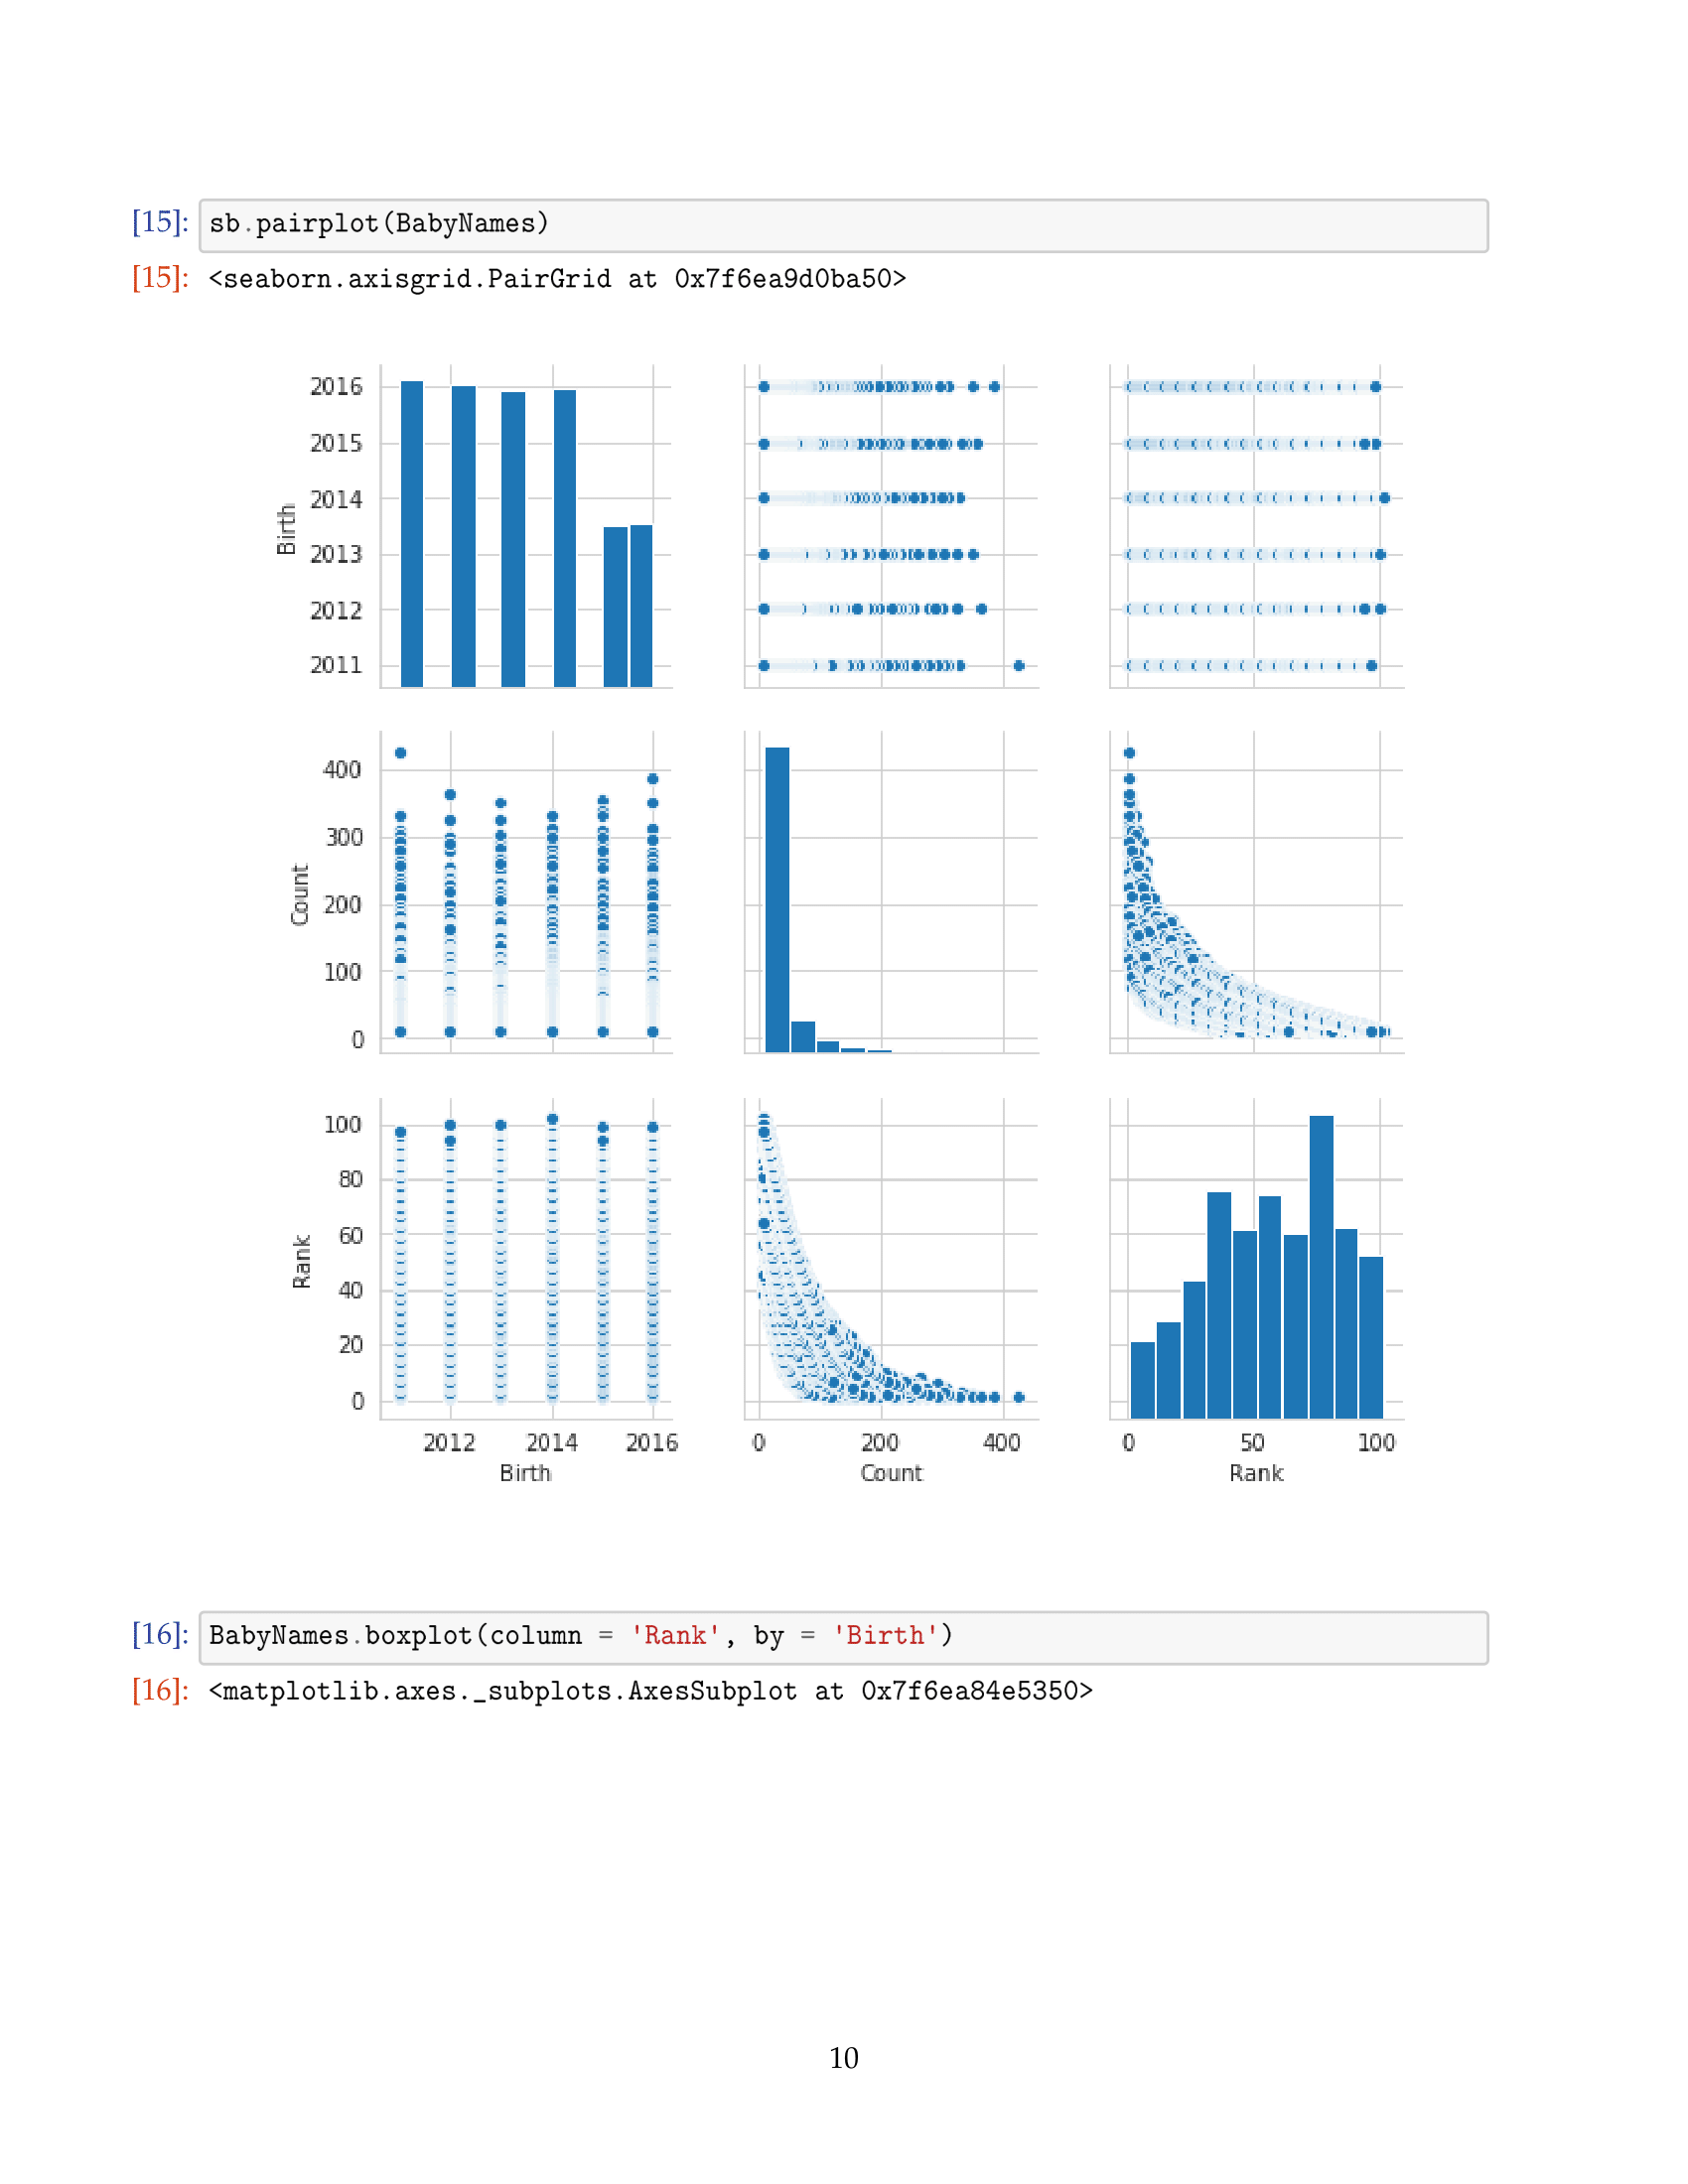 [15]: sb.pairplot(BabyNames)
[15]: <seaborn.axisgrid.PairGrid at 0x7f6ea9d0ba50>
2016
2015
2014
2013
2012
2011
Birth
400
300
200
100
0
Count
100
80
60
40
20
0
Rank
2012 2014 2016 0 200 400 0 50 100
Birth Count Rank
[16]: BabyNames.boxplot(column = 'Rank', by = 'Birth')
[16]: <matplotlib.axes._subplots.AxesSubplot at 0x7f6ea84e5350>
10